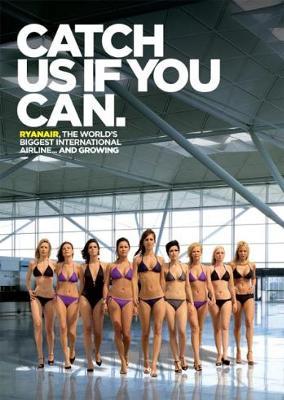 CATCH
US IF YOU
CAN.
RYANAIR, THE WORLD'S
BIGGEST INTERNATIONAL
AIRLINE... AND GROWING